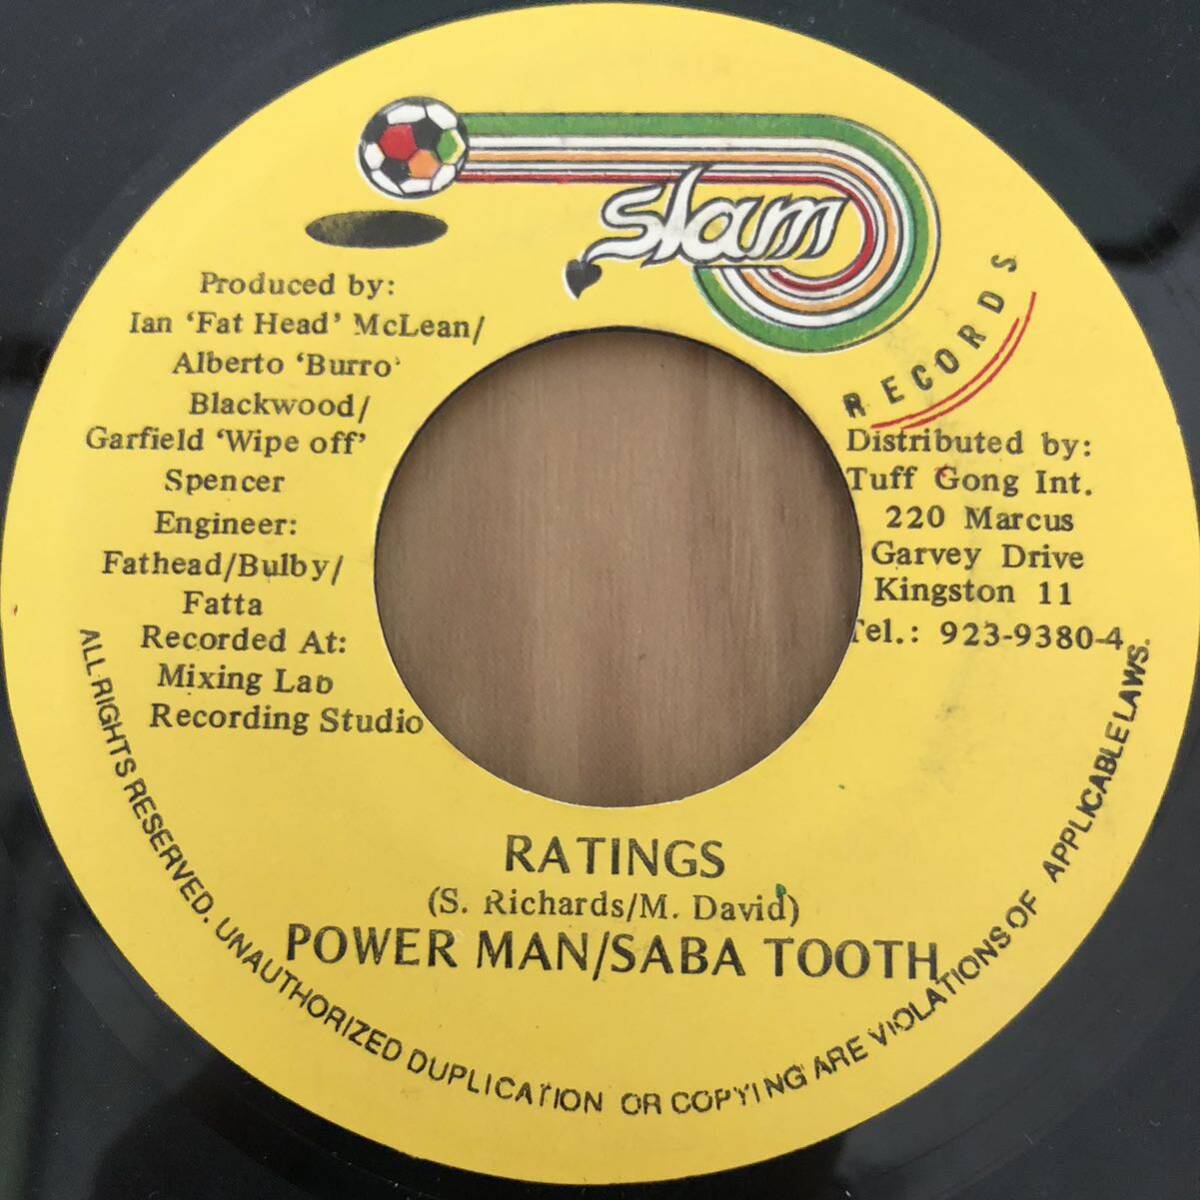 slam
RECORDS
Produced by:
Ian ‘Fat Head’ McLean/
Alberto ‘Burro’
Blackwood/
Garfield ‘Wipe off’
Spencer
Engineer:
Fathead/Bulby/
Fatta
Recorded At:
Mixing Lab
Recording Studio
Distributed by:
Tuff Gong Int.
220 Marcus
Garvey Drive
Kingston 11
Tel.: 923-9380-4
RATINGS
(S. Richards/M. David)
POWER MAN/SABA TOOTH
ALL RIGHTS RESERVED. UNAUTHORIZED DUPLICATION OR COPYING ARE VIOLATIONS OF APPLICABLE LAWS.